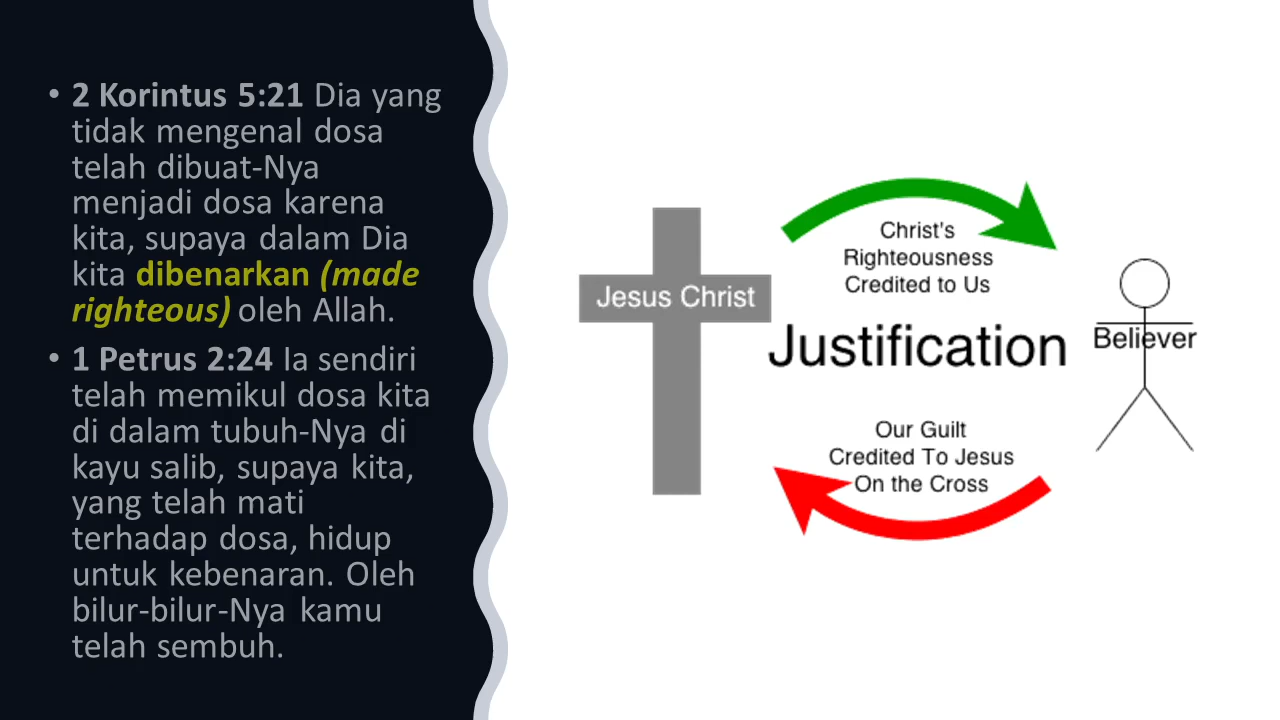 • 2 Korintus 5:21 Dia yang
tidak mengenal dosa
telah dibuat-Nya
menjadi dosa karena
kita, supaya dalam Dia
kita dibenarkan (made
righteous) oleh Allah.
• 1 Petrus 2:24 Ia sendiri
telah memikul dosa kita
di dalam tubuh-Nya di
kayu salib, supaya kita,
yang telah mati
terhadap dosa, hidup
untuk kebenaran. Oleh
bilur-bilur-Nya kamu
telah sembuh.
Jesus Christ
Christ's
Righteousness
Credited to Us
Justification
Believer
Our Guilt
Credited To Jesus
On the Cross